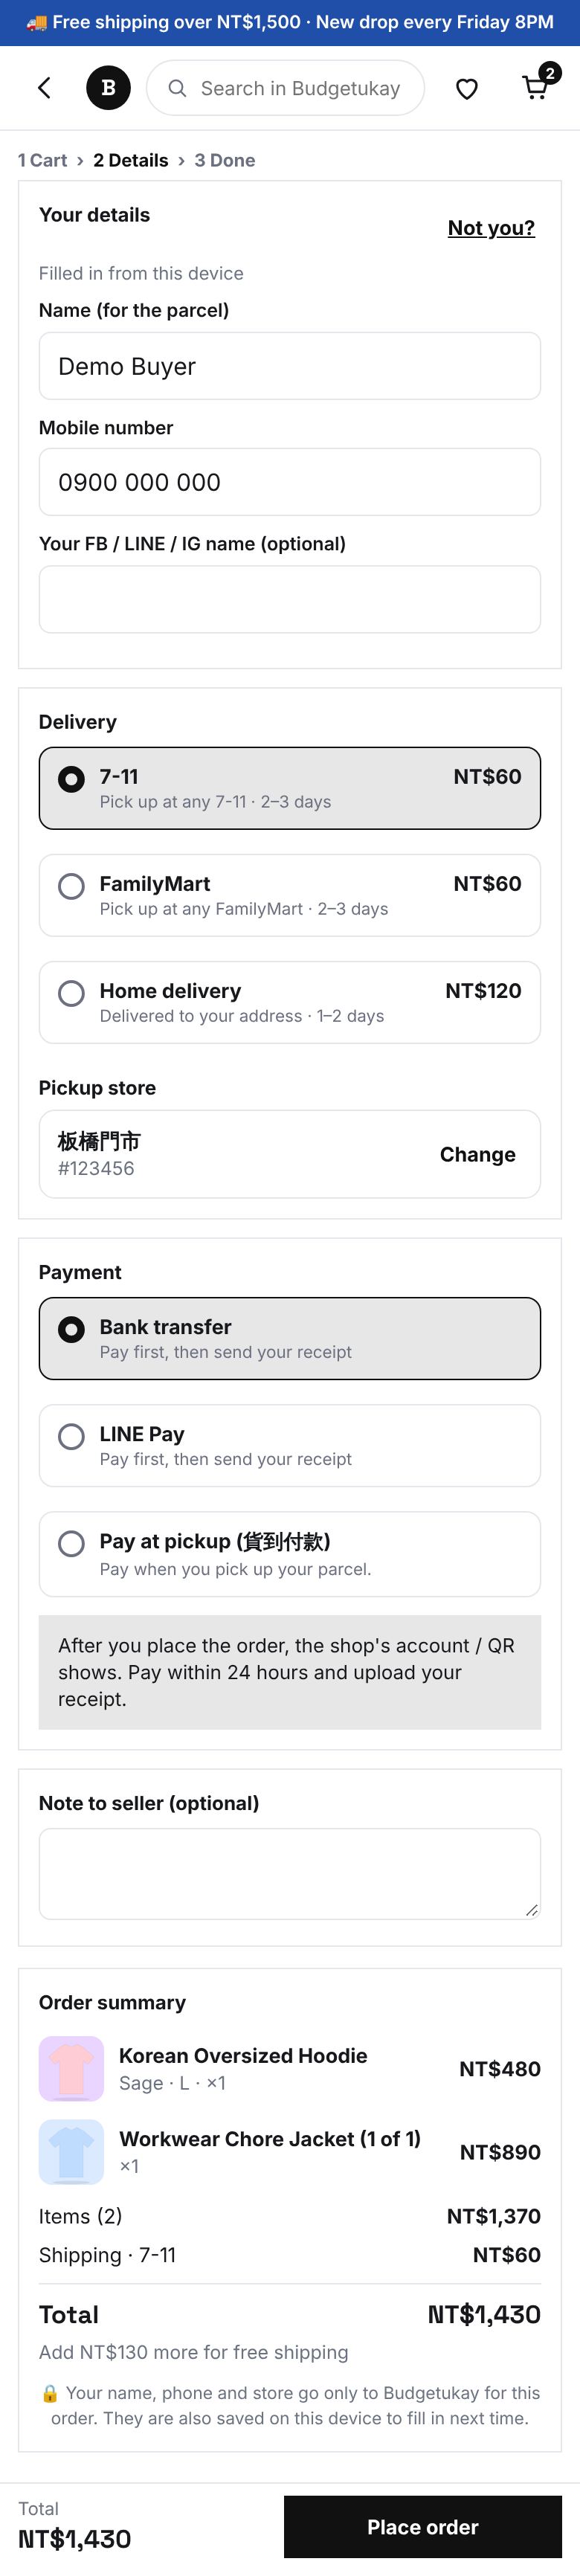 🚚 Free shipping over NT$1,500 · New drop every Friday 8PM
B
Search in Budgetukay
2
1 Cart › 2 Details › 3 Done
Your details
Not you?
Filled in from this device
Name (for the parcel)
Demo Buyer
Mobile number
0900 000 000
Your FB / LINE / IG name (optional)
Delivery
7-11 NT$60
Pick up at any 7-11 · 2–3 days
FamilyMart NT$60
Pick up at any FamilyMart · 2–3 days
Home delivery NT$120
Delivered to your address · 1–2 days
Pickup store
板橋門市
#123456
Change
Payment
Bank transfer
Pay first, then send your receipt
LINE Pay
Pay first, then send your receipt
Pay at pickup (貨到付款)
Pay when you pick up your parcel.
After you place the order, the shop's account / QR
shows. Pay within 24 hours and upload your
receipt.
Note to seller (optional)
Order summary
Korean Oversized Hoodie NT$480
Sage · L · ×1
Workwear Chore Jacket (1 of 1) NT$890
×1
Items (2) NT$1,370
Shipping · 7-11 NT$60
Total NT$1,430
Add NT$130 more for free shipping
🔒 Your name, phone and store go only to Budgetukay for this
order. They are also saved on this device to fill in next time.
Total
NT$1,430
Place order